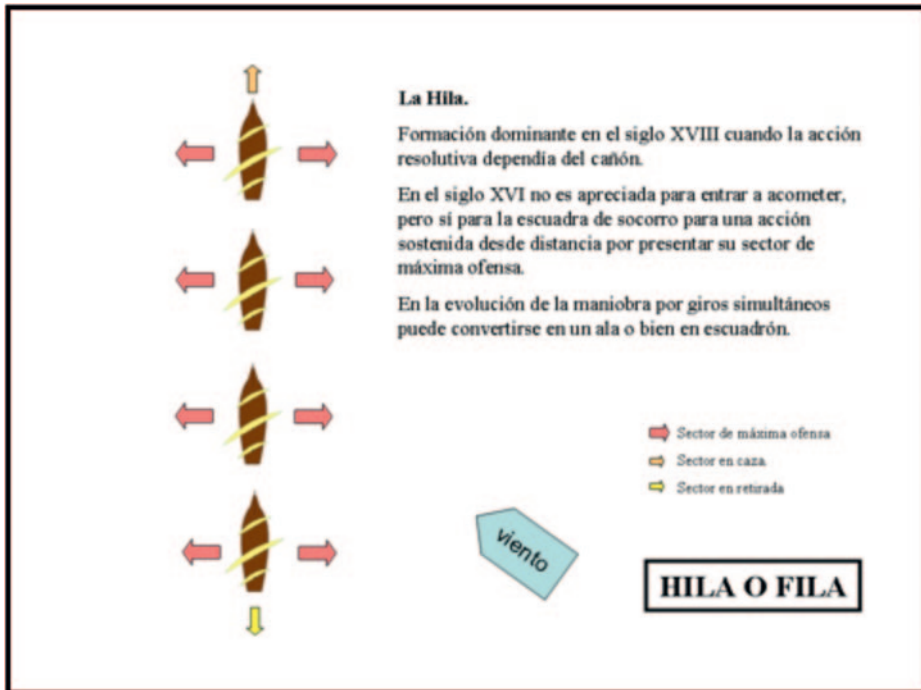 La Hila.
Formación dominante en el siglo XVIII cuando la acción
resolutiva dependía del cañón.
En el siglo XVI no es apreciada para entrar a acometer,
pero sí para la escuadra de socorro para una acción
sostenida desde distancia por presentar su sector de
máxima ofensa.
En la evolución de la maniobra por giros simultáneos
puede convertirse en un ala o bien en escuadrón.
Sector de máxima ofensa
Sector en caza
Sector en retirada
viento
HILA O FILA